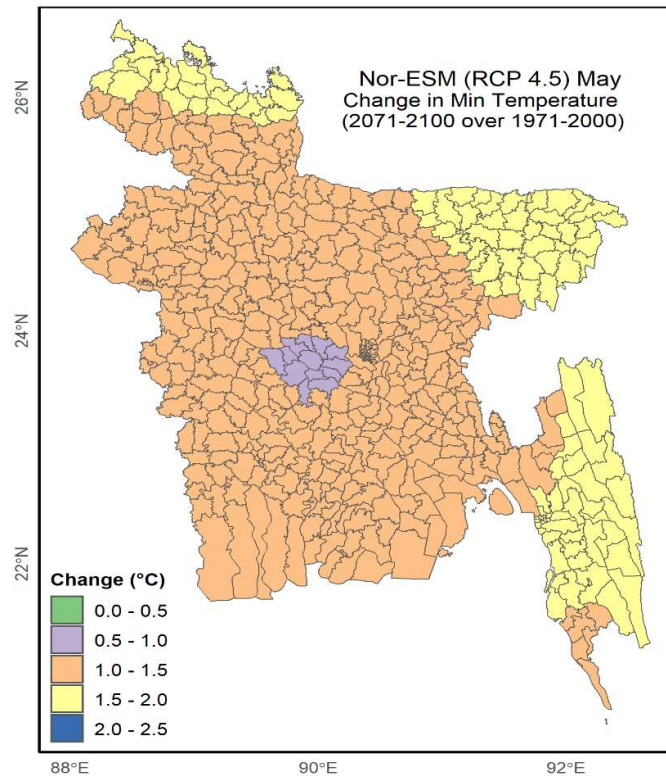 Nor-ESM (RCP 4.5) May
Change in Min Temperature
(2071-2100 over 1971-2000)
26°N
24°N
22°N
Change (°C)
0.0 - 0.5
0.5 - 1.0
1.0 - 1.5
1.5 - 2.0
2.0 - 2.5
88°E
90°E
92°E